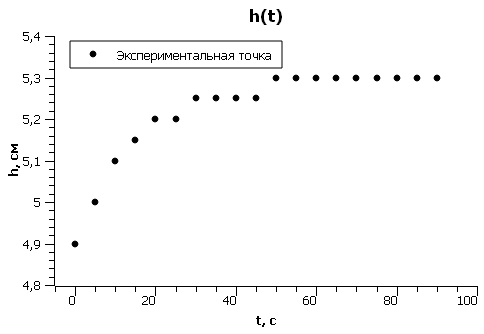 h(t)
Экспериментальная точка
5,4
5,3
5,2
5,1
5
4,9
4,8
h, см
0 20 40 60 80 100
t, с